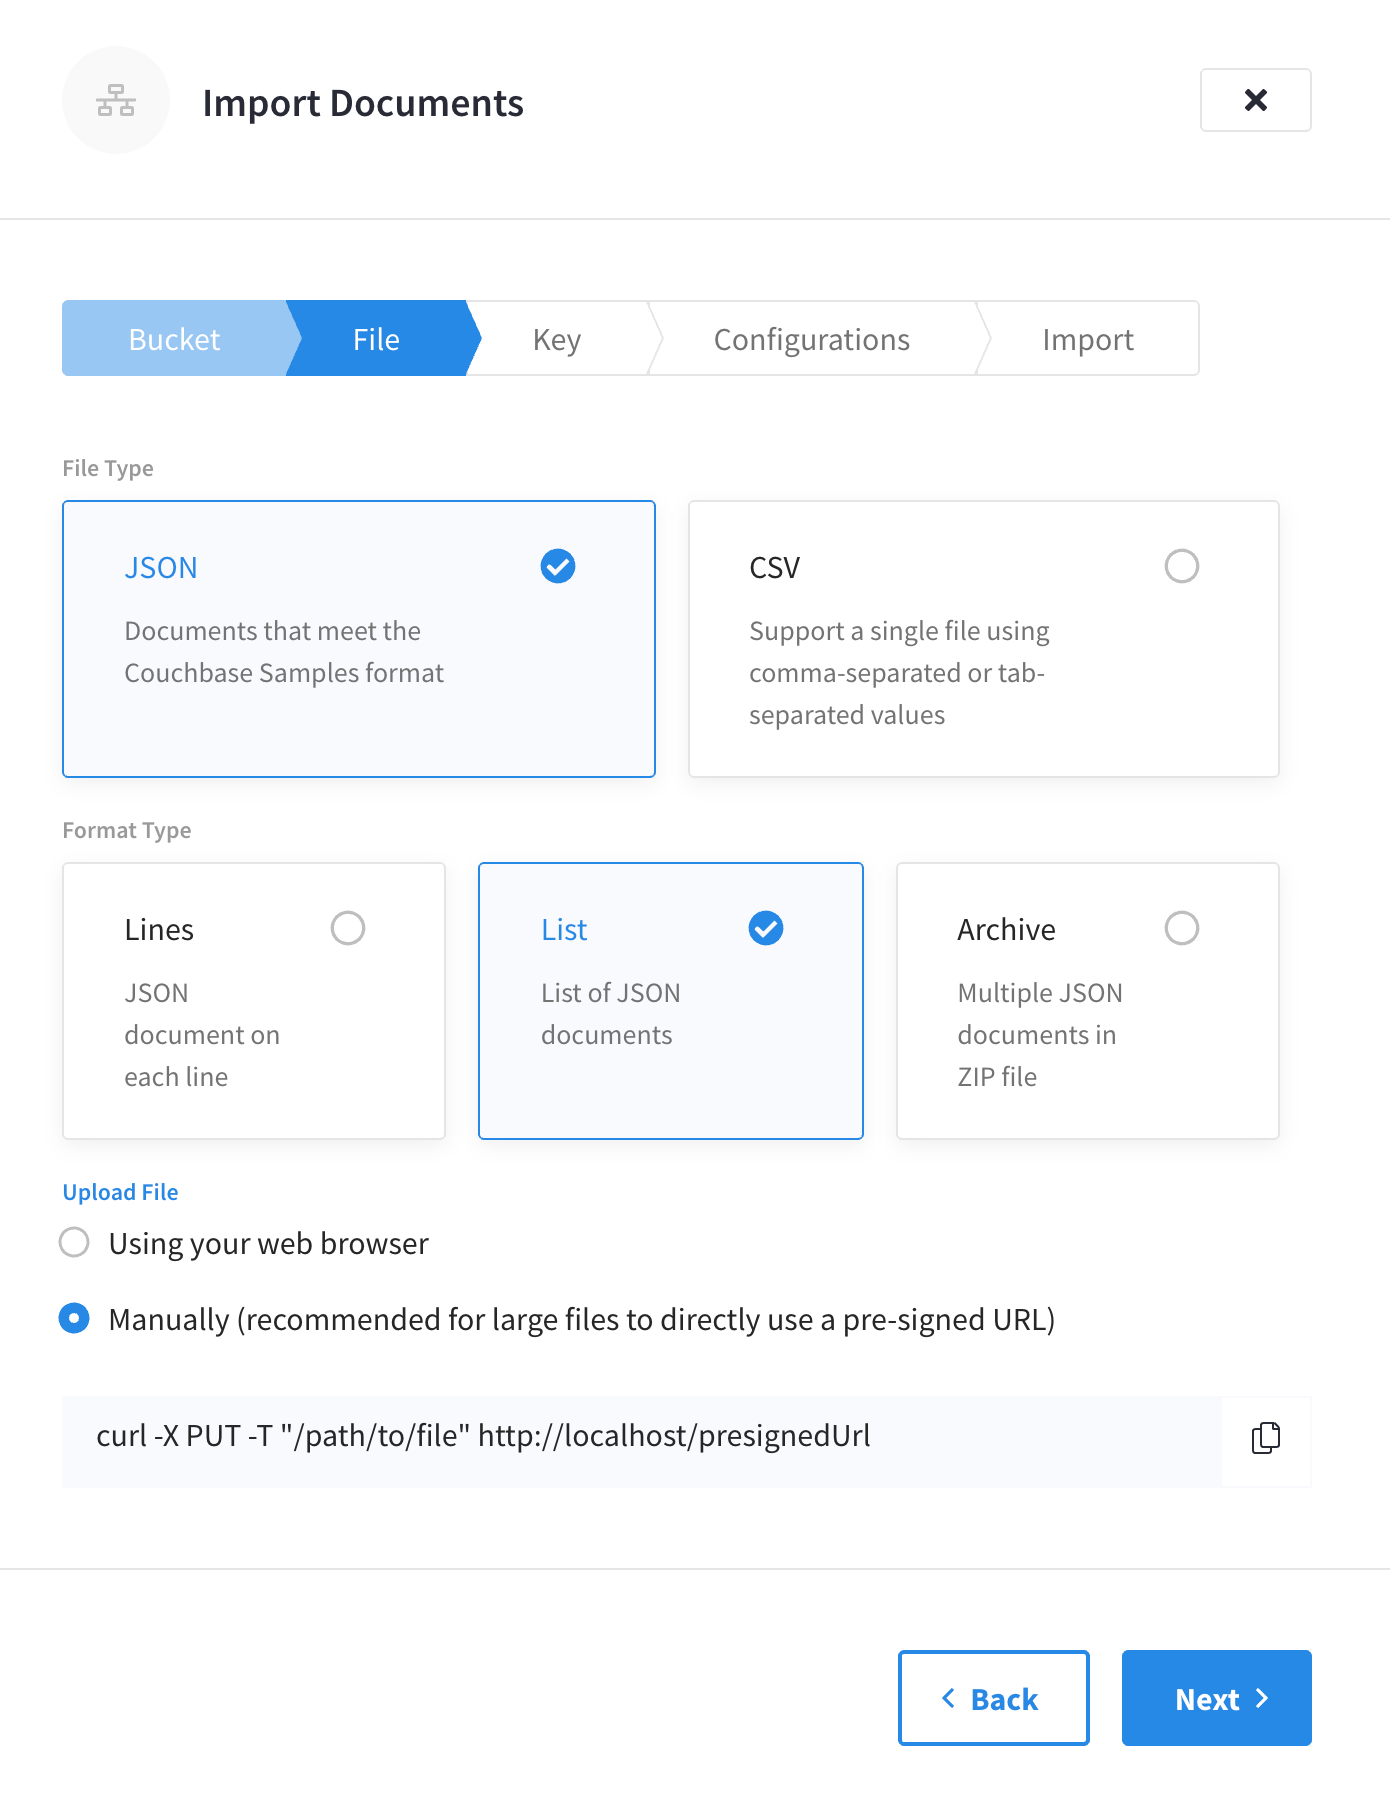 Import Documents
Bucket
File
Key
Configurations
Import
File Type
JSON
Documents that meet the
Couchbase Samples format
CSV
Support a single file using
comma-separated or tab-
separated values
Format Type
Lines
JSON
document on
each line
List
List of JSON
documents
Archive
Multiple JSON
documents in
ZIP file
Upload File
Using your web browser
Manually (recommended for large files to directly use a pre-signed URL)
curl -X PUT -T "/path/to/file" http://localhost/presignedUrl
Back
Next